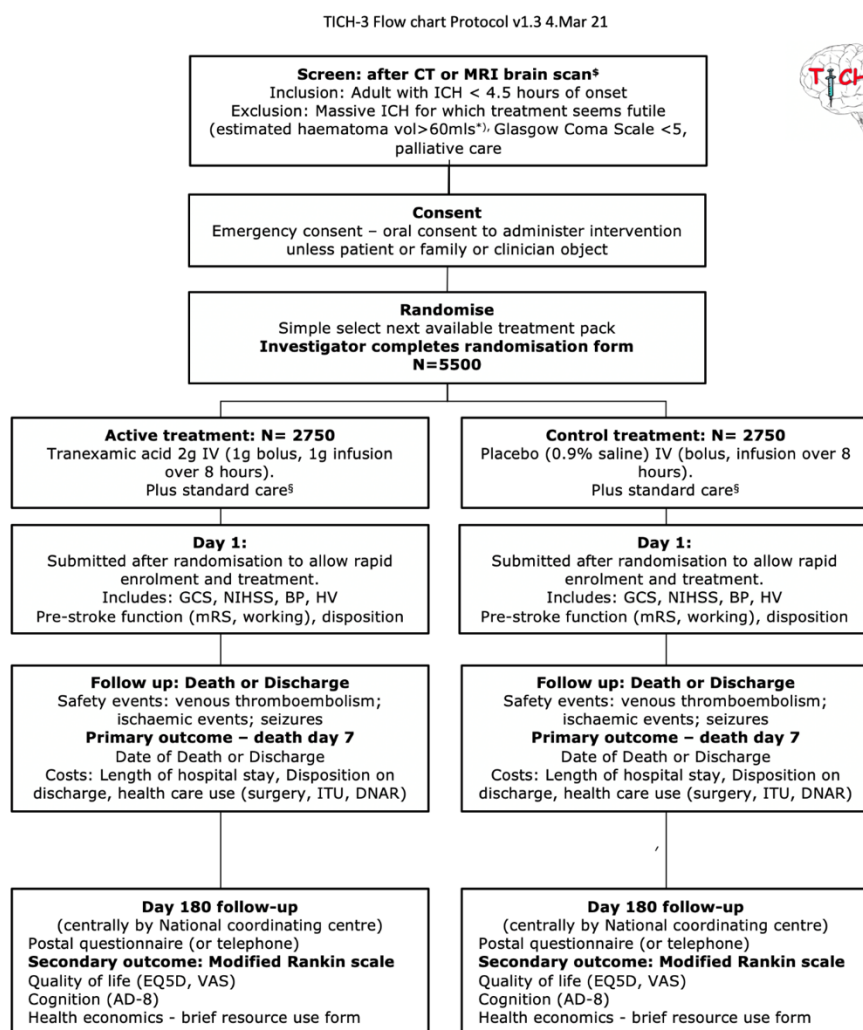 TICH-3 Flow chart Protocol v1.3 4.Mar 21
TICH
Screen: after CT or MRI brain scan$
Inclusion: Adult with ICH < 4.5 hours of onset
Exclusion: Massive ICH for which treatment seems futile
(estimated haematoma vol>60mls*), Glasgow Coma Scale <5,
palliative care
Consent
Emergency consent – oral consent to administer intervention
unless patient or family or clinician object
Randomise
Simple select next available treatment pack
Investigator completes randomisation form
N=5500
Active treatment: N= 2750
Tranexamic acid 2g IV (1g bolus, 1g infusion
over 8 hours).
Plus standard care§
Control treatment: N= 2750
Placebo (0.9% saline) IV (bolus, infusion over 8
hours).
Plus standard care§
Day 1:
Submitted after randomisation to allow rapid
enrolment and treatment.
Includes: GCS, NIHSS, BP, HV
Pre-stroke function (mRS, working), disposition
Day 1:
Submitted after randomisation to allow rapid
enrolment and treatment.
Includes: GCS, NIHSS, BP, HV
Pre-stroke function (mRS, working), disposition
Follow up: Death or Discharge
Safety events: venous thromboembolism;
ischaemic events; seizures
Primary outcome – death day 7
Date of Death or Discharge
Costs: Length of hospital stay, Disposition on
discharge, health care use (surgery, ITU, DNAR)
Follow up: Death or Discharge
Safety events: venous thromboembolism;
ischaemic events; seizures
Primary outcome – death day 7
Date of Death or Discharge
Costs: Length of hospital stay, Disposition on
discharge, health care use (surgery, ITU, DNAR)
Day 180 follow-up
(centrally by National coordinating centre)
Postal questionnaire (or telephone)
Secondary outcome: Modified Rankin scale
Quality of life (EQ5D, VAS)
Cognition (AD-8)
Health economics - brief resource use form
Day 180 follow-up
(centrally by National coordinating centre)
Postal questionnaire (or telephone)
Secondary outcome: Modified Rankin scale
Quality of life (EQ5D, VAS)
Cognition (AD-8)
Health economics - brief resource use form